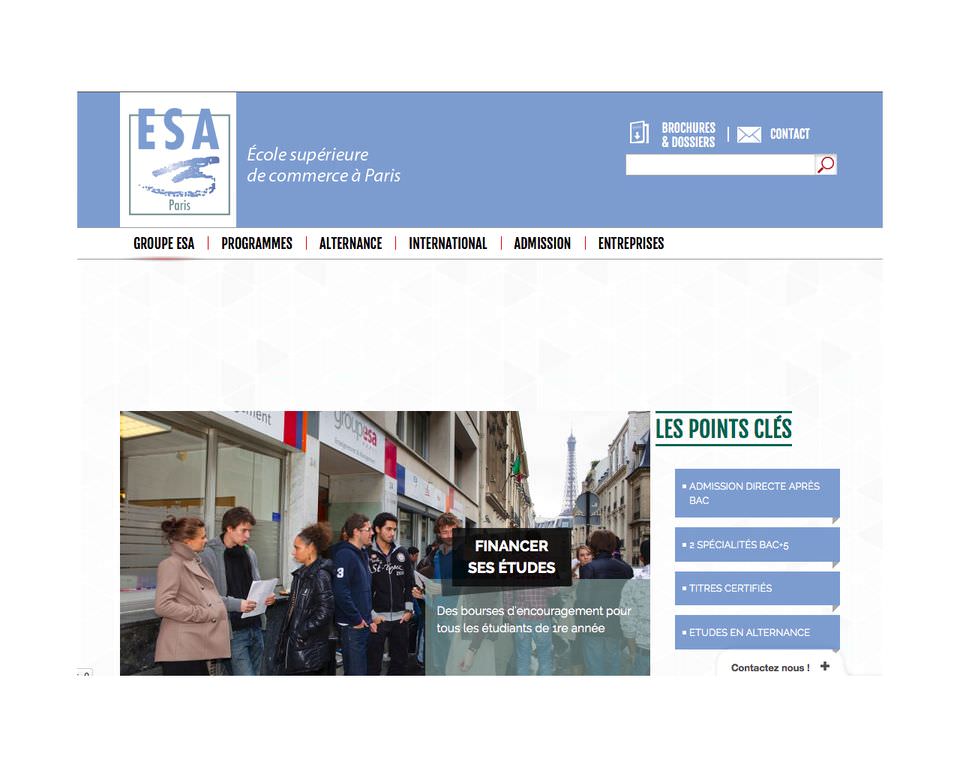 ESA
Paris
École supérieure
de commerce à Paris
BROCHURES
& DOSSIERS
CONTACT
GROUPE ESA
PROGRAMMES
ALTERNANCE
INTERNATIONAL
ADMISSION
ENTREPRISES
groupesa
FINANCER
SES ÉTUDES
Des bourses d'encouragement pour
tous les étudiants de 1re année
LES POINTS CLÉS
ADMISSION DIRECTE APRÈS
BAC
2 SPÉCIALITÉS BAC+5
TITRES CERTIFIÉS
ETUDES EN ALTERNANCE
Contactez nous ! +